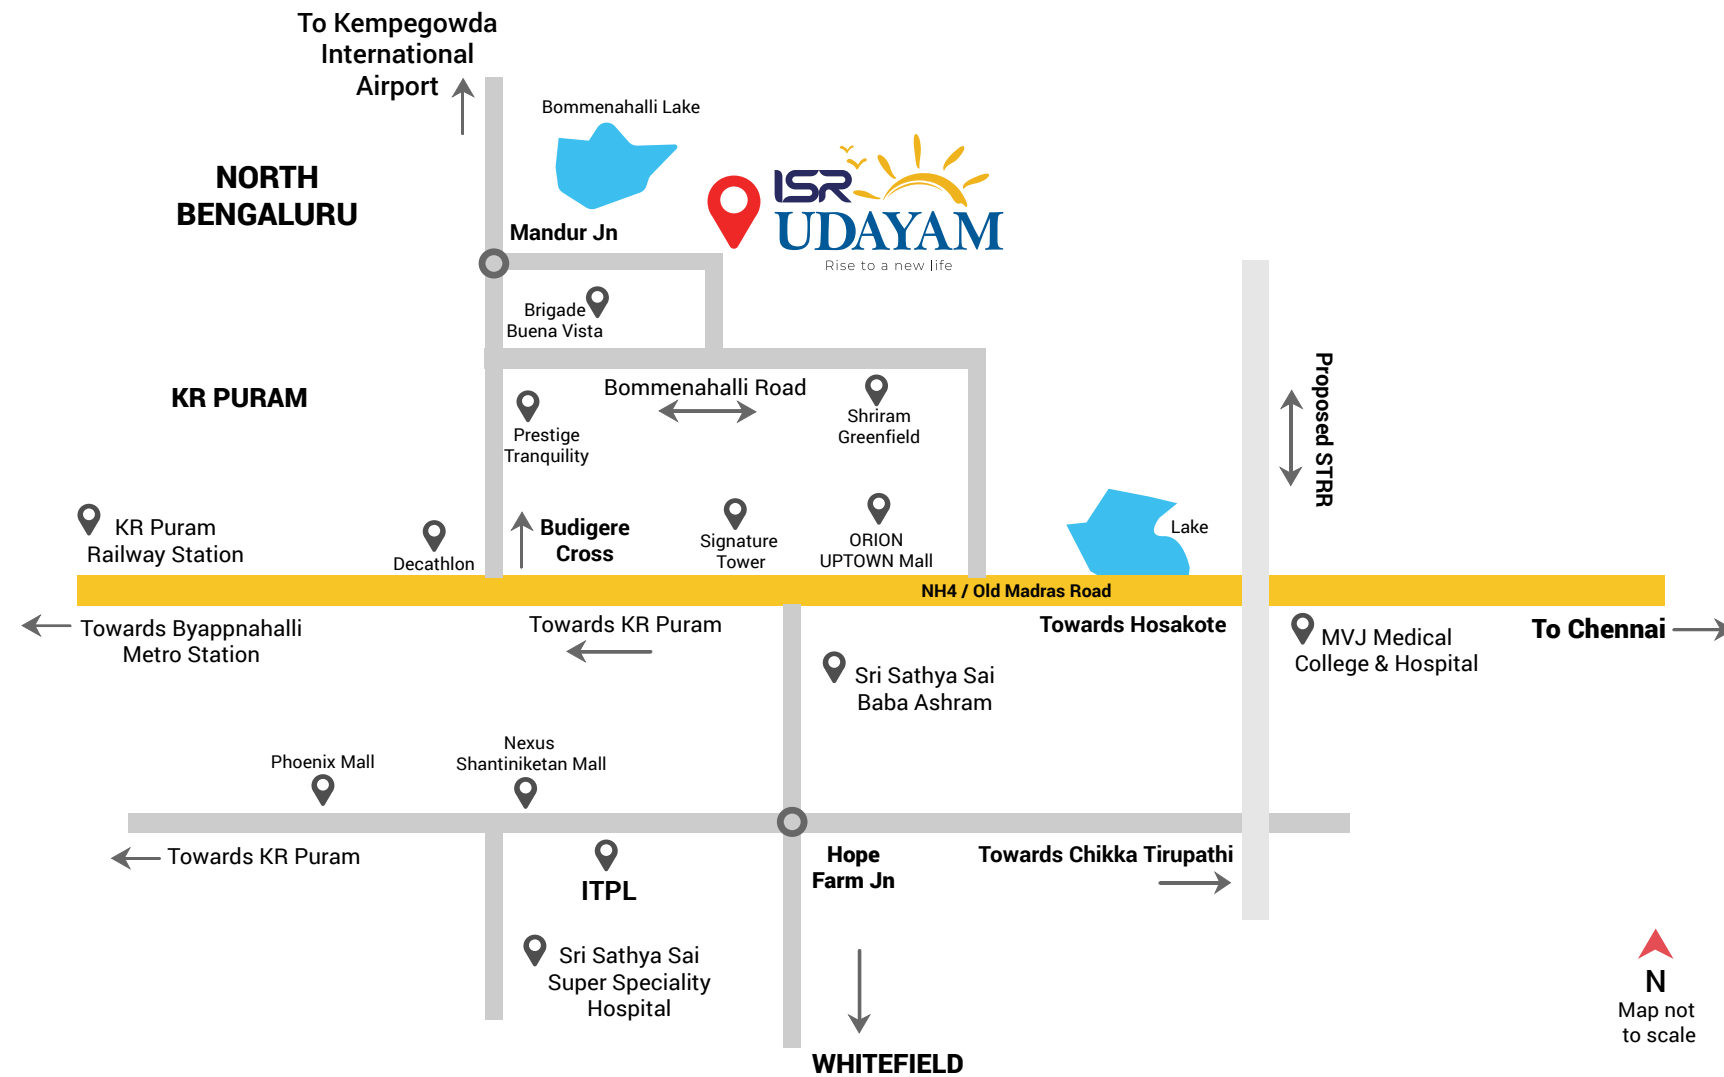 To Kempegowda
International
Airport
Bommenahalli Lake
NORTH
BENGALURU
ISR
UDAYAM
Rise to a new life
Mandur Jn
Brigade
Buena Vista
KR PURAM
Bommenahalli Road
Prestige
Tranquility
Shriram
Greenfield
Proposed STRR
KR Puram
Railway Station
Decathlon
Budigere
Cross
Signature
Tower
ORION
UPTOWN Mall
Lake
NH4 / Old Madras Road
Towards Byappnahalli
Metro Station
Towards KR Puram
Towards Hosakote
MVJ Medical
College & Hospital
To Chennai
Sri Sathya Sai
Baba Ashram
Phoenix Mall
Nexus
Shantiniketan Mall
Towards KR Puram
ITPL
Hope
Farm Jn
Towards Chikka Tirupathi
Sri Sathya Sai
Super Speciality
Hospital
WHITEFIELD
N
Map not
to scale